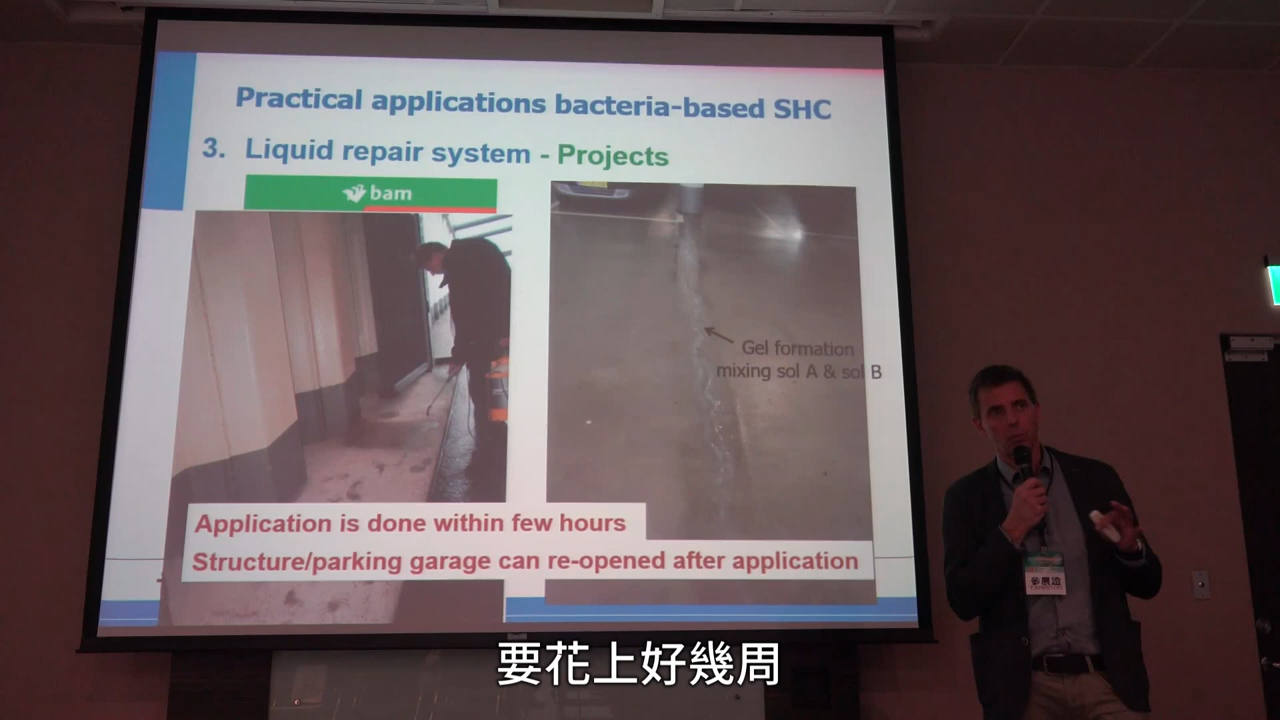 Practical applications bacteria-based SHC
3. Liquid repair system - Projects
bam
Gel formation
mixing sol A & sol B
Application is done within few hours
Structure/parking garage can re-opened after application
要花上好幾周